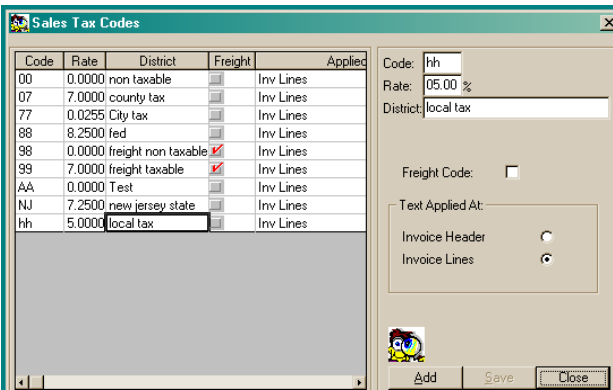 Sales Tax Codes
Code Rate District Freight Applied
00 0.0000 non taxable Inv Lines
07 7.0000 county tax Inv Lines
77 0.0255 City tax Inv Lines
88 8.2500 fed Inv Lines
98 0.0000 freight non taxable Inv Lines
99 7.0000 freight taxable Inv Lines
AA 0.0000 Test Inv Lines
NJ 7.2500 new jersey state Inv Lines
hh 5.0000 local tax Inv Lines
Code: hh
Rate: 05.00 %
District: local tax
Freight Code:
Text Applied At:
Invoice Header
Invoice Lines
Add Save Close